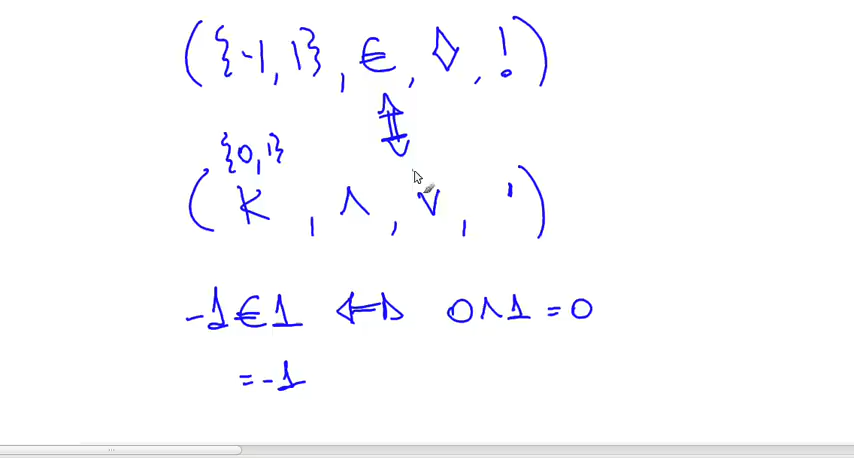 ({-1, 1}, €, ◊, !)
⇕
{0, 1}
( K , ∧, ∨, ')
-1 € 1 ⇔ 0 ∧ 1 = 0
= -1